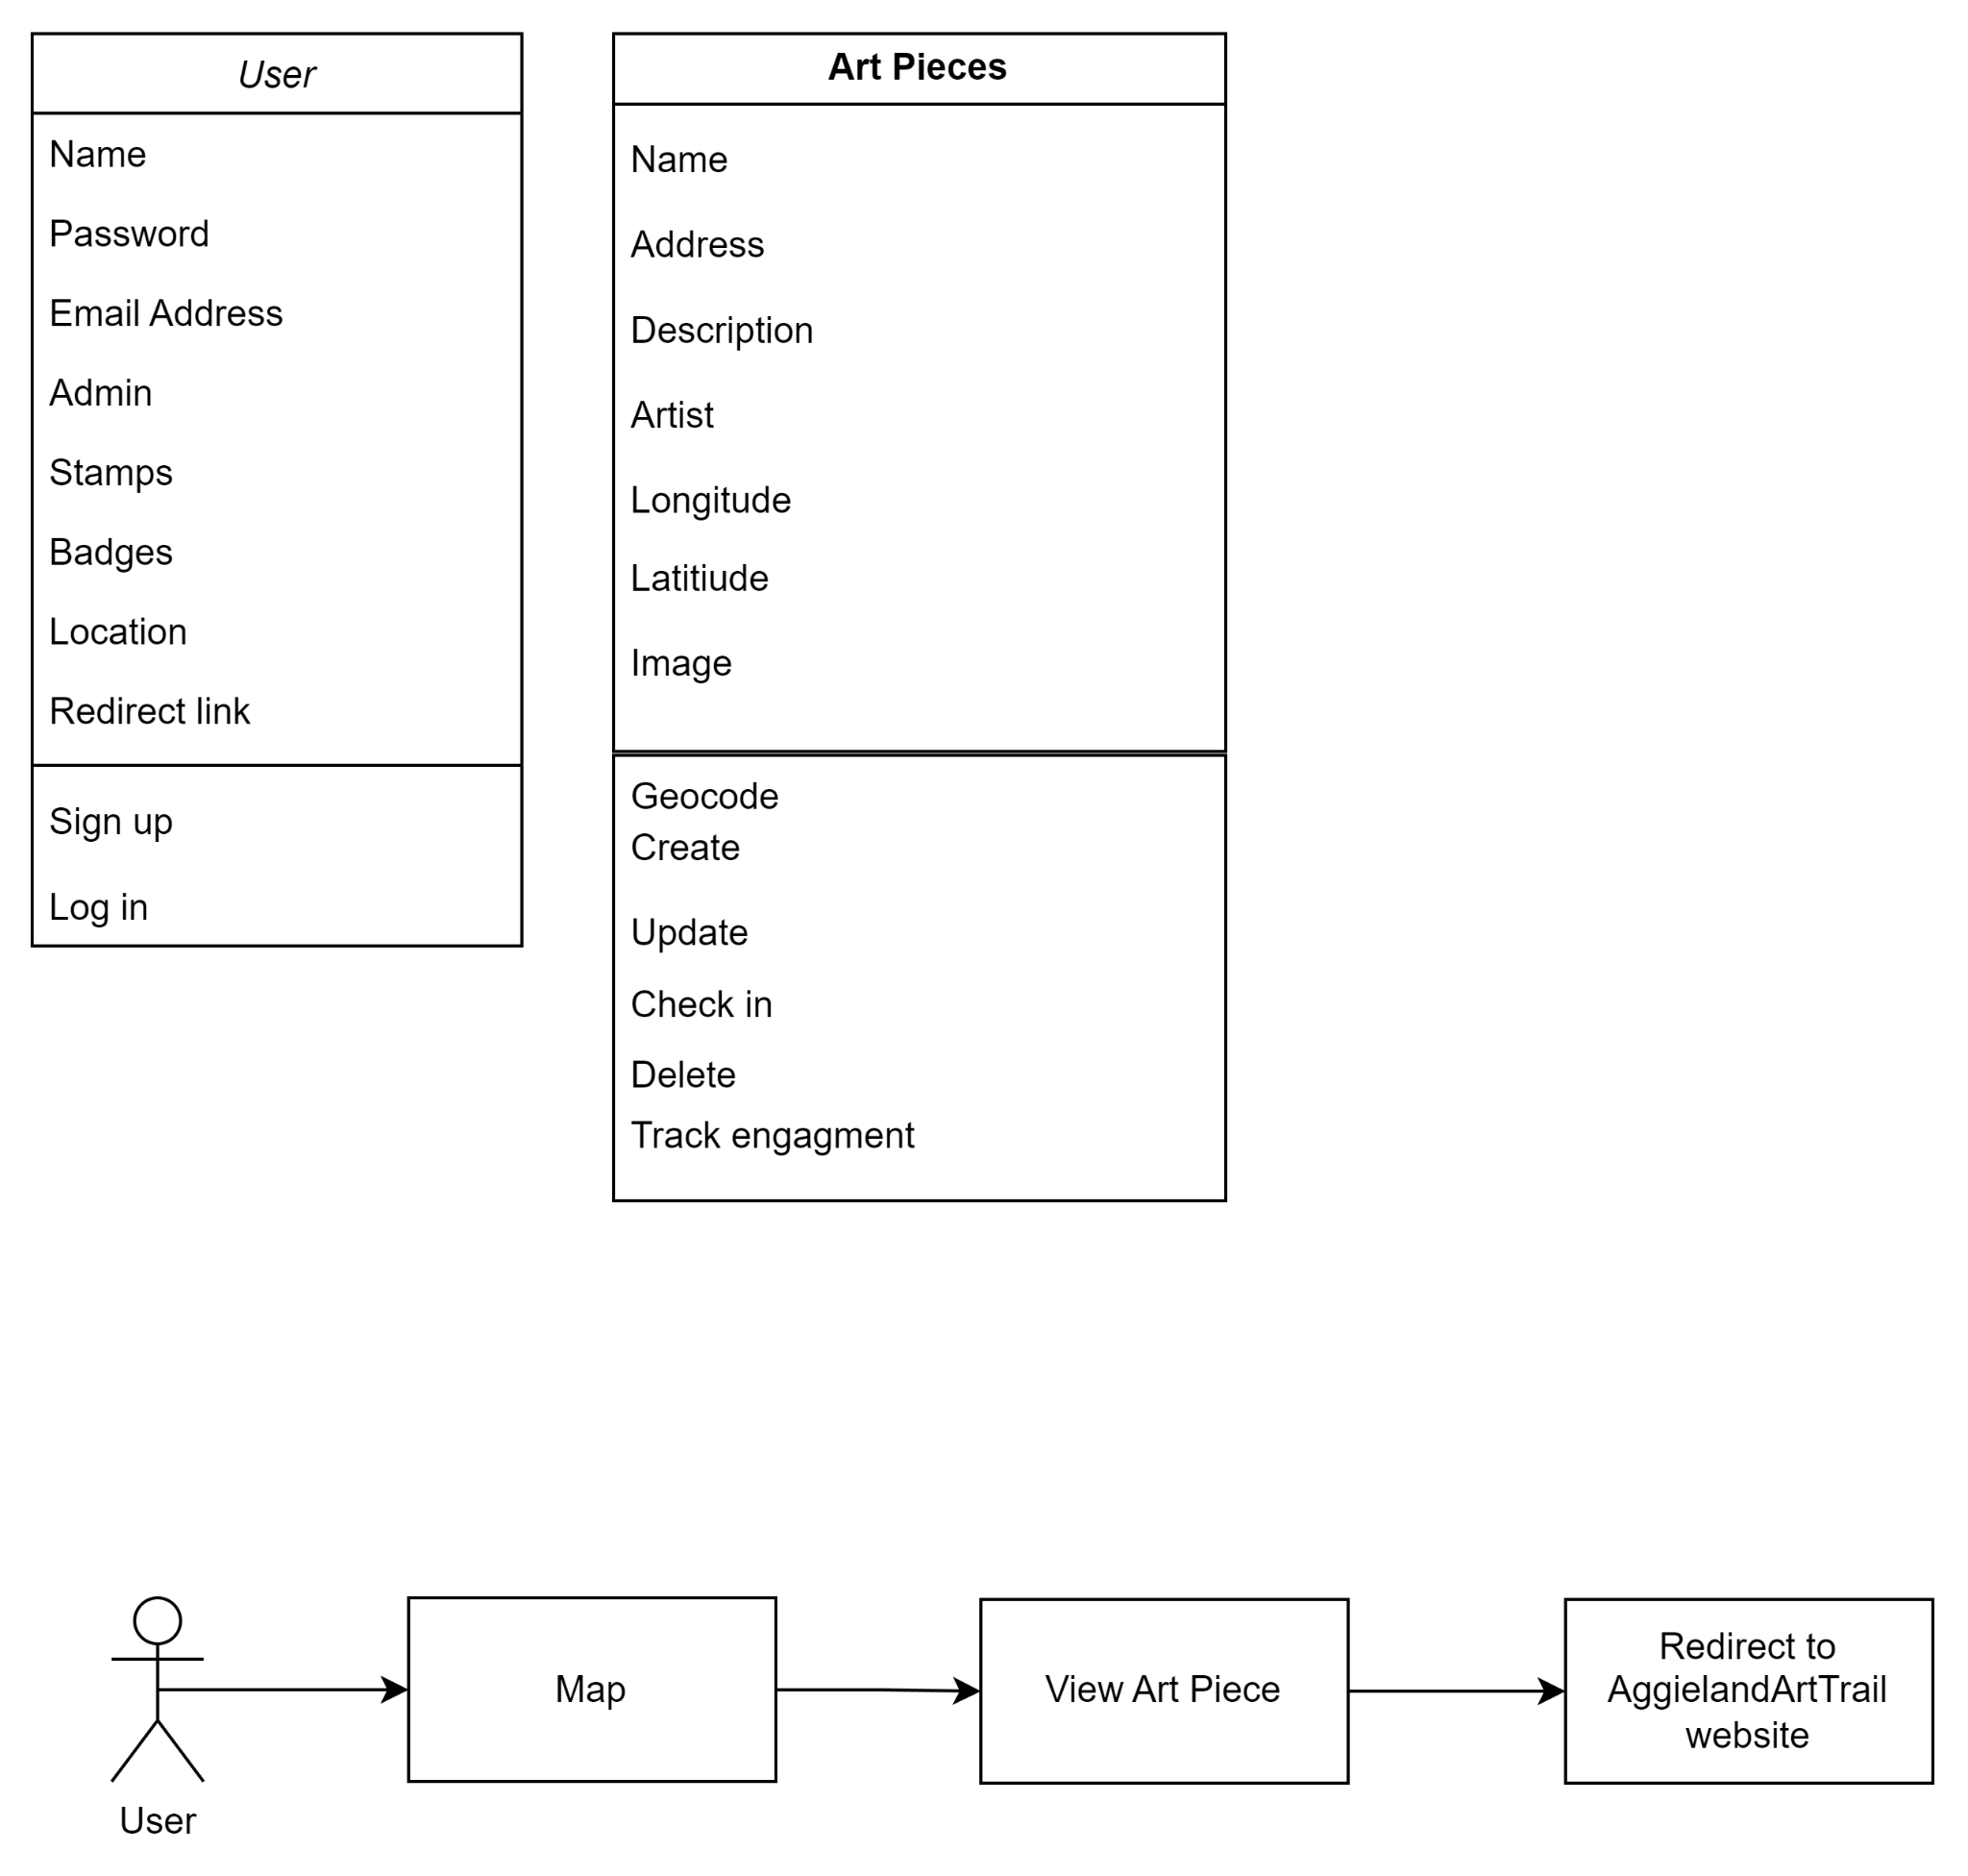 User
Name
Password
Email Address
Admin
Stamps
Badges
Location
Redirect link
Sign up
Log in
Art Pieces
Name
Address
Description
Artist
Longitude
Latitiude
Image
Geocode
Create
Update
Check in
Delete
Track engagment
User
Map
View Art Piece
Redirect to
AggielandArtTrail
website